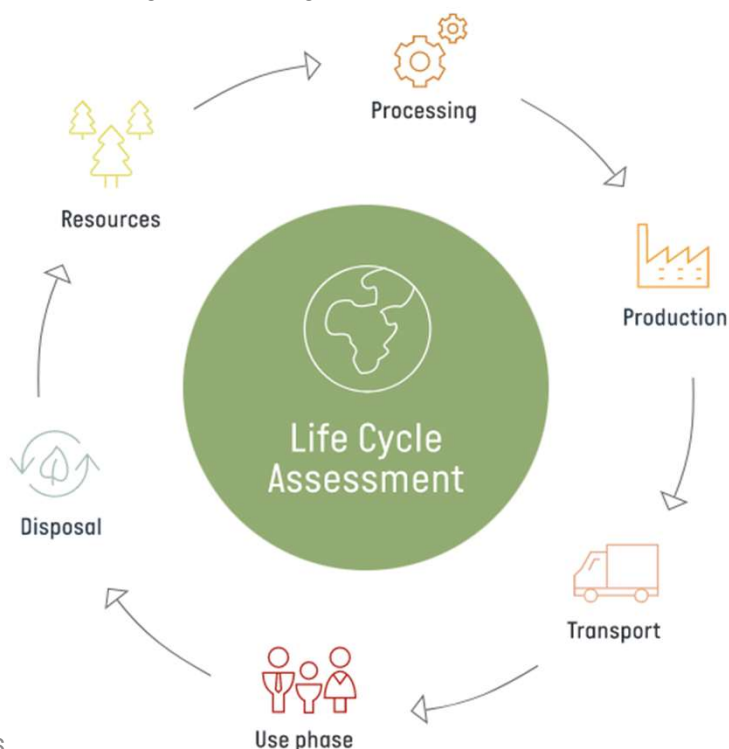 Processing
Resources
Production
Life Cycle
Assessment
Disposal
Transport
Use phase